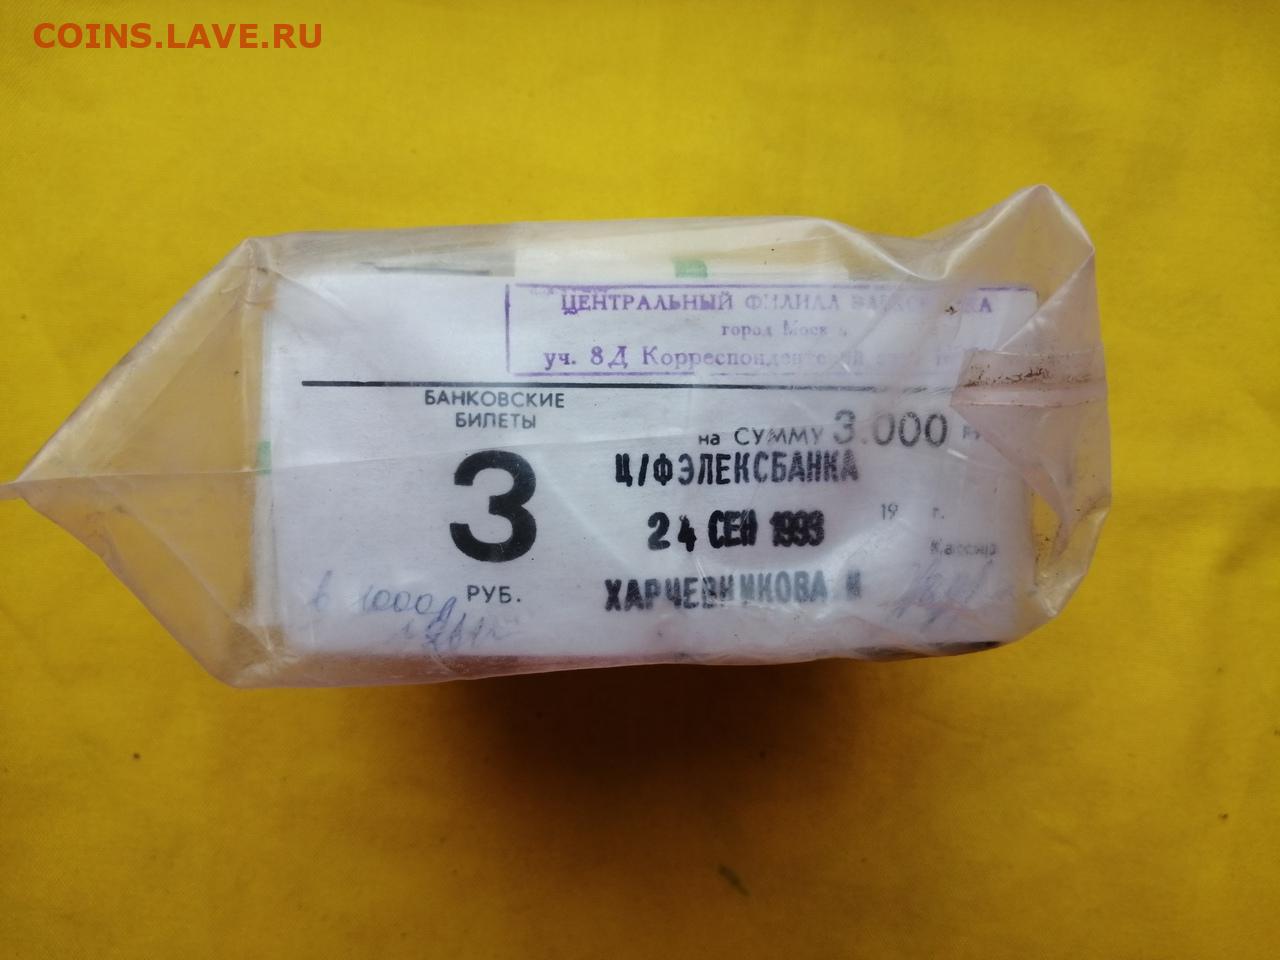 COINS.LAVE.RU
ЦЕНТРАЛЬНЫЙ ФИЛИАЛ
город
уч. 8Д
БАНКОВСКИЕ
БИЛЕТЫ
на СУММУ 3.000
3
РУБ.
Ц/ФЭЛЕКСБАНКА
24 СЕН 1993
19 г.
Кассир
ХАРЧЕВНИКОВА Н